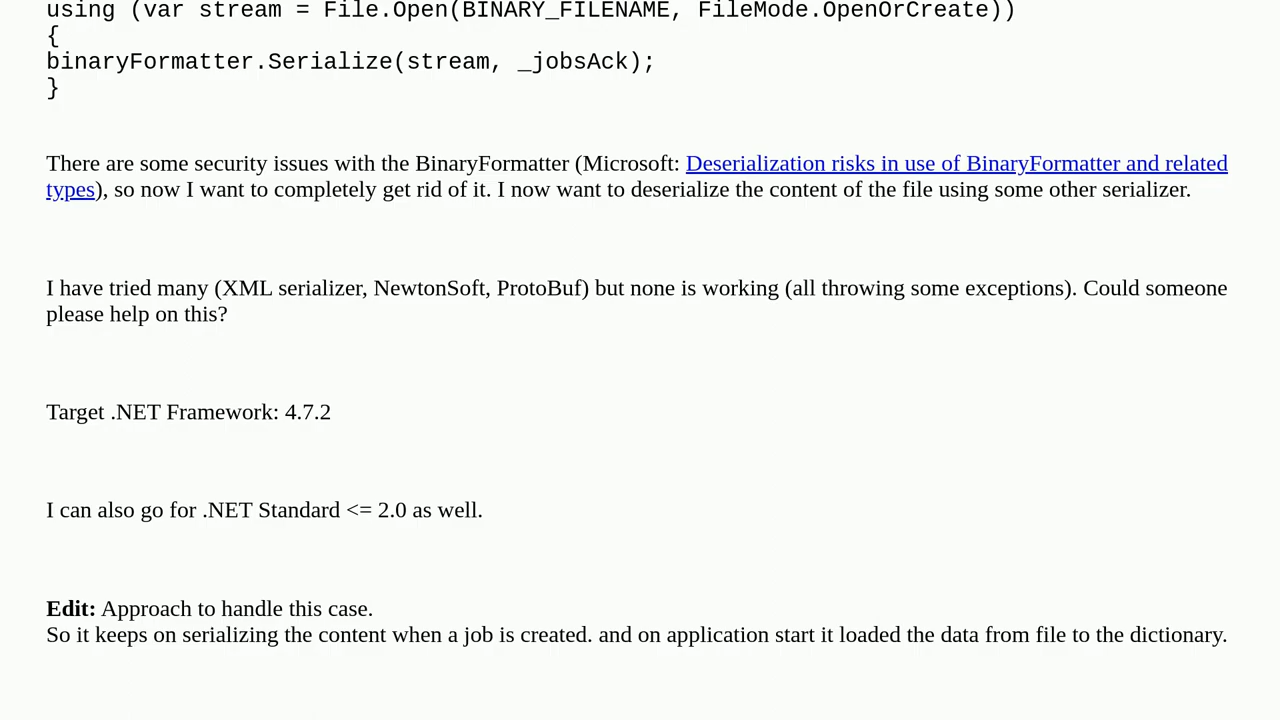 using (var stream = File.Open(BINARY_FILENAME, FileMode.OpenOrCreate))
{
binaryFormatter.Serialize(stream, _jobsAck);
}
There are some security issues with the BinaryFormatter (Microsoft: Deserialization risks in use of BinaryFormatter and related
types), so now I want to completely get rid of it. I now want to deserialize the content of the file using some other serializer.
I have tried many (XML serializer, NewtonSoft, ProtoBuf) but none is working (all throwing some exceptions). Could someone
please help on this?
Target .NET Framework: 4.7.2
I can also go for .NET Standard <= 2.0 as well.
Edit: Approach to handle this case.
So it keeps on serializing the content when a job is created. and on application start it loaded the data from file to the dictionary.